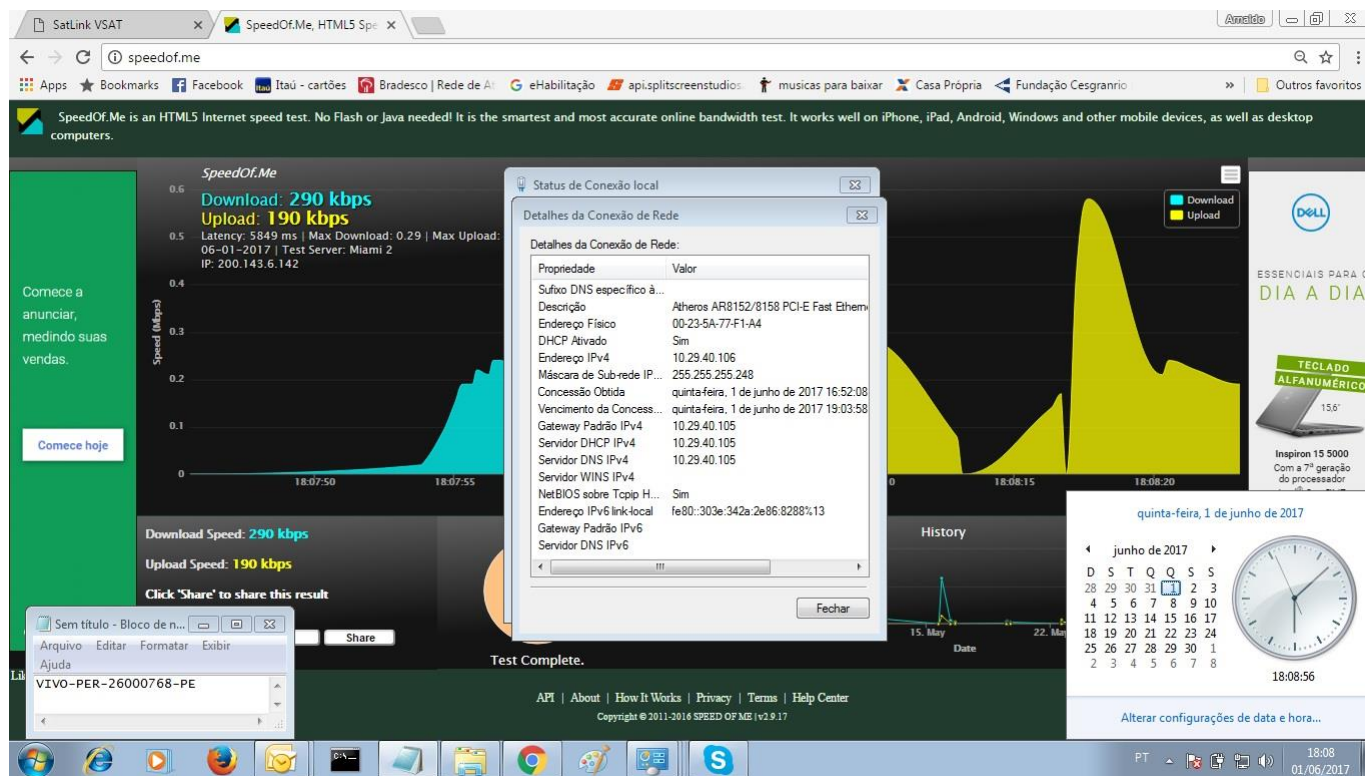 SatLink VSAT
SpeedOf.Me, HTML5 Spe
Arnaldo
speedof.me
Apps
Bookmarks
Facebook
Itaú - cartões
Bradesco | Rede de A
eHabilitação
api.splitscreenstudios
musicas para baixar
Casa Própria
Fundação Cesgranrio
»
Outros favoritos
SpeedOf.Me is an HTML5 Internet speed test. No Flash or Java needed! It is the smartest and most accurate online bandwidth test. It works well on iPhone, iPad, Android, Windows and other mobile devices, as well as desktop
computers.
Comece a
anunciar,
medindo suas
vendas.
Comece hoje
SpeedOf.Me
Download: 290 kbps
Upload: 190 kbps
Latency: 5849 ms | Max Download: 0.29 | Max Upload:
06-01-2017 | Test Server: Miami 2
IP: 200.143.6.142
Download
Upload
Speed (Mbps)
0.6
0.5
0.4
0.3
0.2
0.1
0
18:07:50
18:07:55
0
18:08:15
18:08:20
Status de Conexão local
Detalhes da Conexão de Rede
Detalhes da Conexão de Rede:
Propriedade Valor
Sufixo DNS específico à...
Descrição Atheros AR8152/8158 PCI-E Fast Etherne
Endereço Físico 00-23-5A-77-F1-A4
DHCP Ativado Sim
Endereço IPv4 10.29.40.106
Máscara de Sub-rede IP... 255.255.255.248
Concessão Obtida quinta-feira, 1 de junho de 2017 16:52:08
Vencimento da Concess... quinta-feira, 1 de junho de 2017 19:03:58
Gateway Padrão IPv4 10.29.40.105
Servidor DHCP IPv4 10.29.40.105
Servidor DNS IPv4 10.29.40.105
Servidor WINS IPv4
NetBIOS sobre Tcpip H... Sim
Endereço IPv6 link-local fe80::303e:342a:2e86:8288%13
Gateway Padrão IPv6
Servidor DNS IPv6
Fechar
DELL
ESSENCIAIS PARA O
DIA A DIA
TECLADO
ALFANUMÉRICO
15,6"
Inspiron 15 5000
Com a 7ª geração
do processador
Download Speed: 290 kbps
Upload Speed: 190 kbps
Click 'Share' to share this result
Share
Test Complete.
History
15. May
22. May
Date
Sem título - Bloco de n...
Arquivo Editar Formatar Exibir
Ajuda
VIVO-PER-26000768-PE
API | About | How It Works | Privacy | Terms | Help Center
Copyright © 2011-2016 SPEED OF ME | v2.9.17
quinta-feira, 1 de junho de 2017
junho de 2017
D S T Q Q S S
28 29 30 31 1 2 3
4 5 6 7 8 9 10
11 12 13 14 15 16 17
18 19 20 21 22 23 24
25 26 27 28 29 30 1
2 3 4 5 6 7 8
18:08:56
Alterar configurações de data e hora...
PT
18:08
01/06/2017